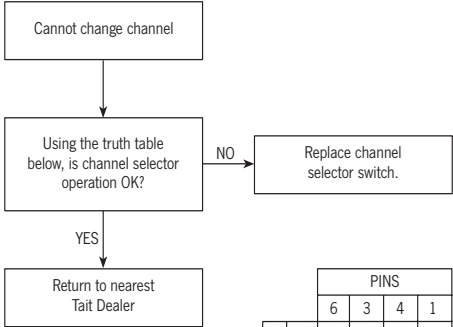 Cannot change channel
Using the truth table
below, is channel selector
operation OK?
NO
Replace channel
selector switch.
YES
Return to nearest
Tait Dealer
PINS
6 3 4 1